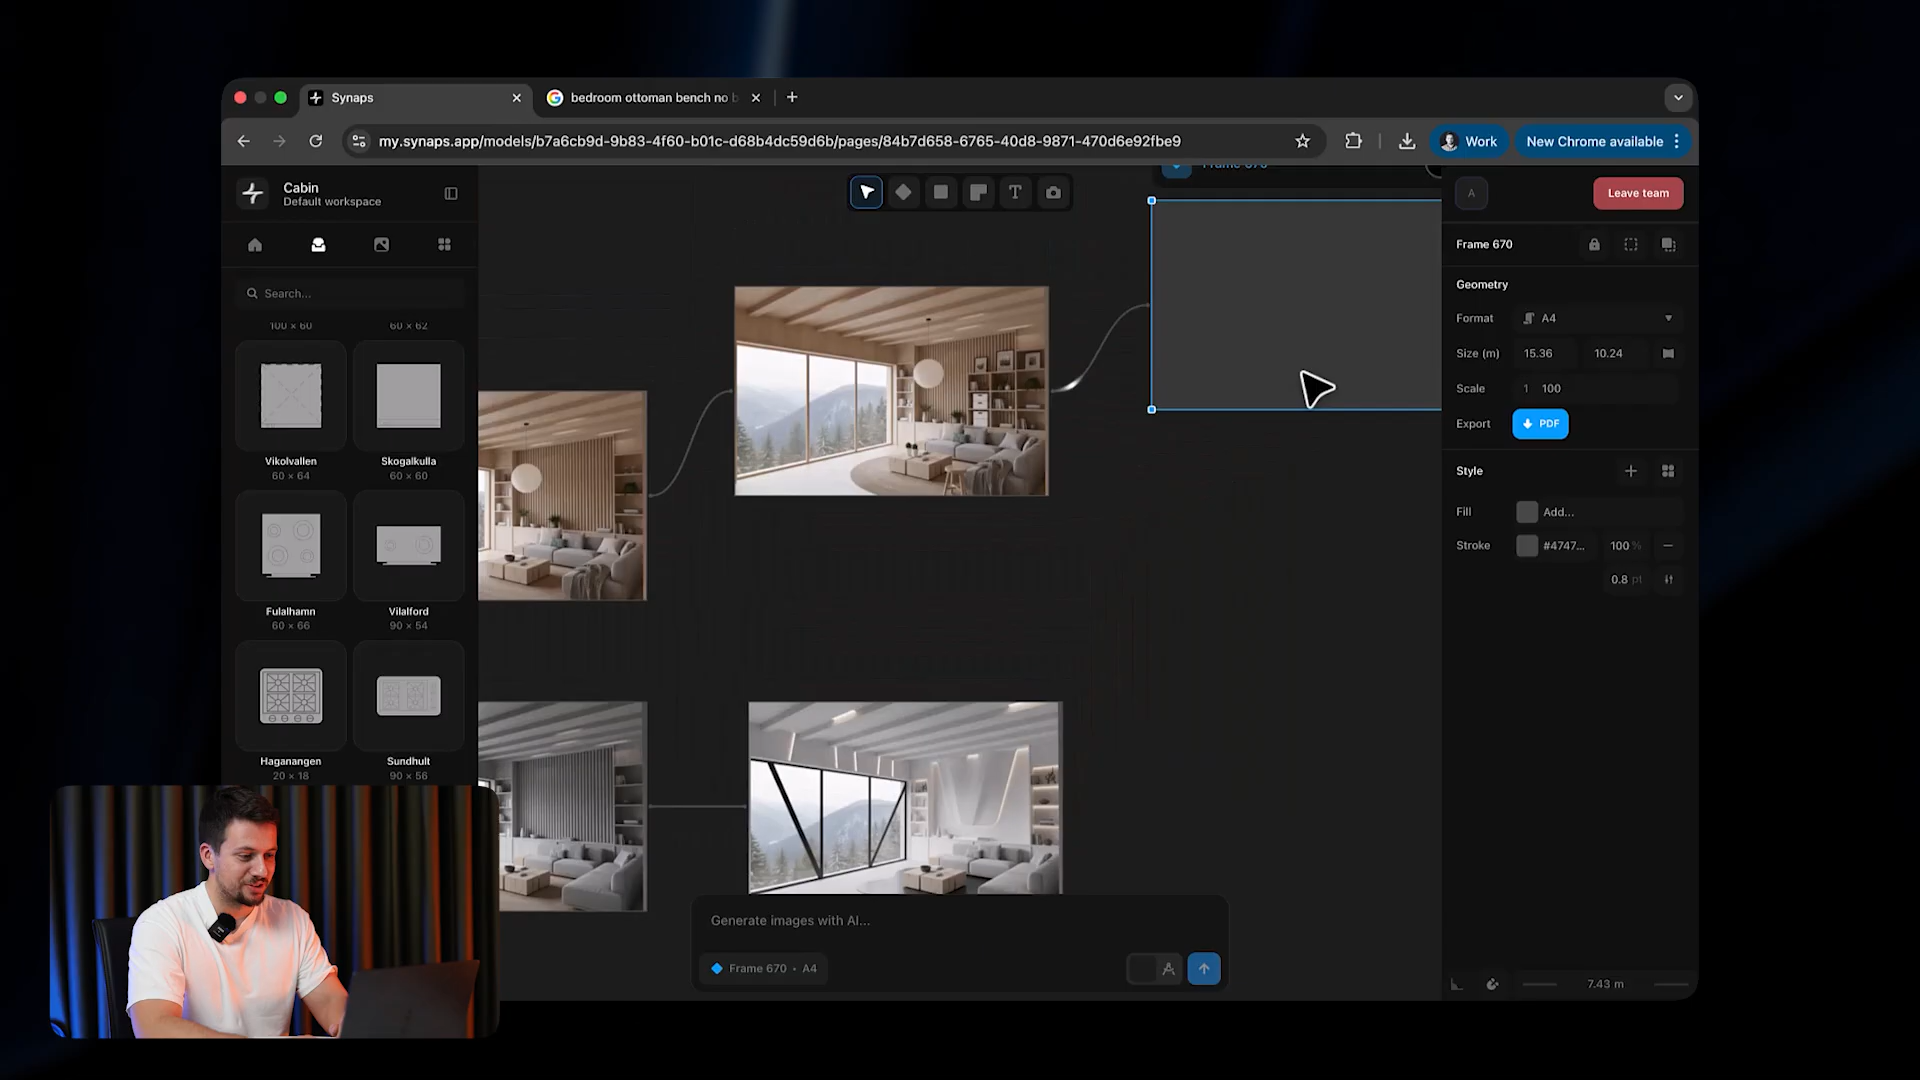 Synaps
bedroom ottoman bench no b
my.synaps.app/models/b7a6cb9d-9b83-4f60-b01c-d68b4dc59d6b/pages/84b7d658-6765-40d8-9871-470d6e92fbe9
Work
New Chrome available
Cabin
Default workspace
Search...
100 × 60
60 × 62
Vikolvallen
60 × 64
Skogalkulla
60 × 60
Fulalhamn
60 × 66
Vilalford
90 × 54
Haganangen
20 × 18
Sundhult
90 × 56
T
Frame 670
A
Leave team
Frame 670
Geometry
Format
A4
Size (m)
15.36
10.24
Scale
1 100
Export
PDF
Style
Fill
Add...
Stroke
#4747...
100 %
0.8 pt
7.43 m
Generate images with AI...
Frame 670 • A4